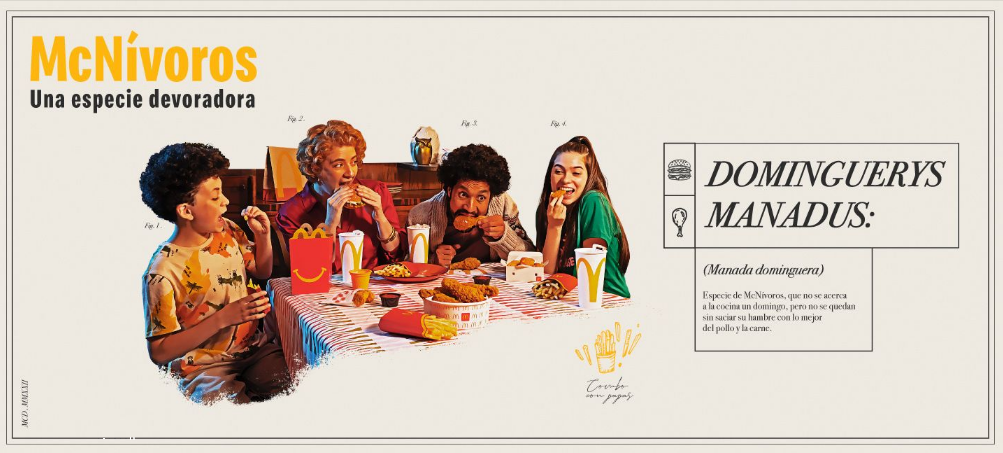 McNívoros
Una especie devoradora
Fig. 1.
Fig. 2.
Fig. 3.
Fig. 4.
DOMINGUERYS
MANADUS:
(Manada dominguera)
Especie de McNívoros, que no se acerca
a la cocina un domingo, pero no se quedan
sin saciar su hambre con lo mejor
del pollo y la carne.
Combo
con papas
MCD. MMXXII